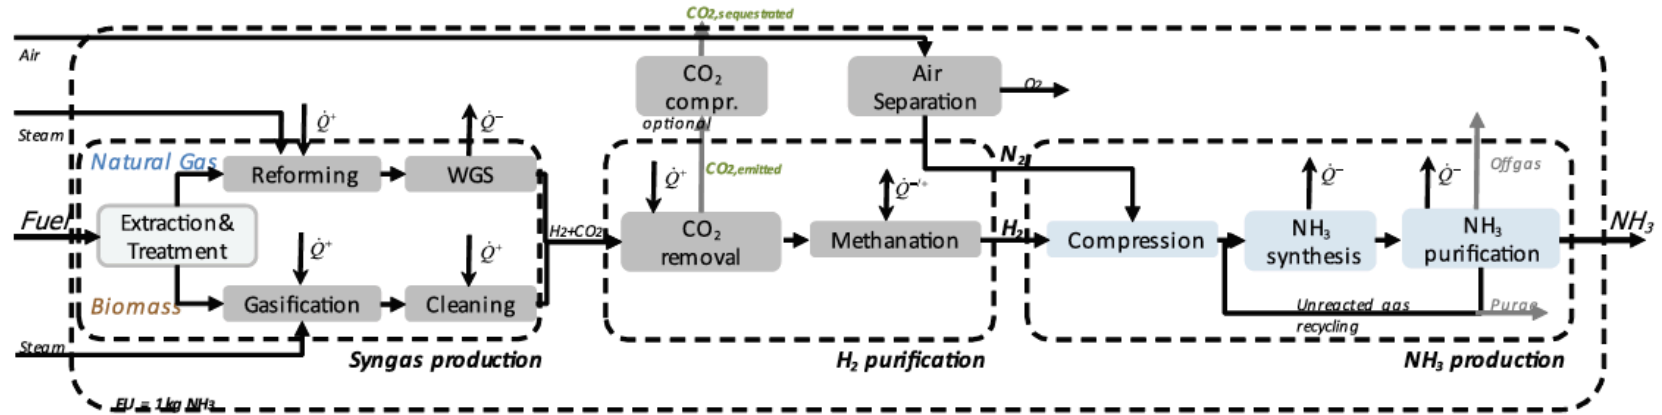 CO2,sequestrated
Air
CO2
compr.
optional
Air
Separation
O2
Steam
Q̇⁺
Q̇⁻
Natural Gas
Reforming
WGS
CO2,emitted
N2
Q̇⁺
Q̇⁻/⁺
Q̇⁻
Q̇⁻
Offgas
Fuel
Extraction &
Treatment
H2+CO2
CO2
removal
Methanation
H2
Compression
NH3
synthesis
NH3
purification
NH3
Q̇⁺
Q̇⁺
Biomass
Gasification
Cleaning
Unreacted gas
recycling
Purge
Steam
Syngas production
H2 purification
NH3 production
FU = 1kg NH3